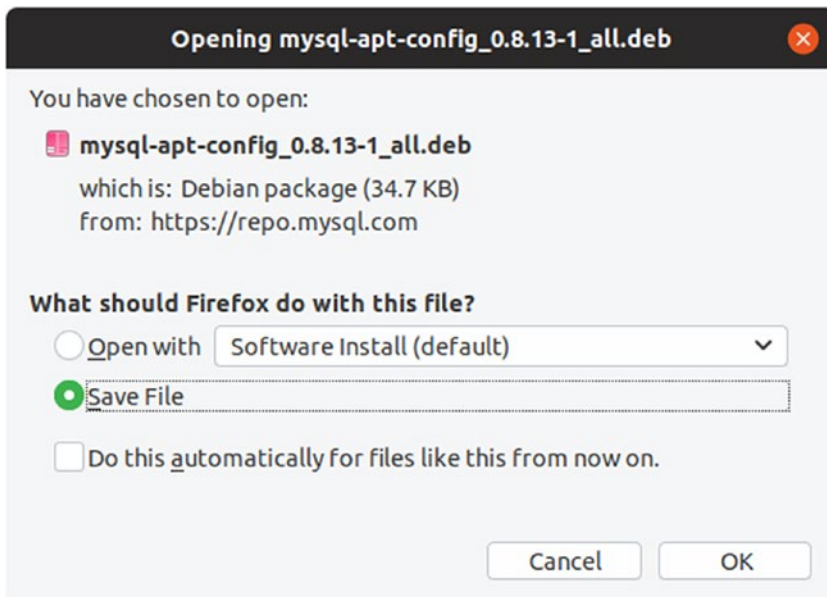 Opening mysql-apt-config_0.8.13-1_all.deb
You have chosen to open:
mysql-apt-config_0.8.13-1_all.deb
which is: Debian package (34.7 KB)
from: https://repo.mysql.com
What should Firefox do with this file?
Open with Software Install (default)
Save File
Do this automatically for files like this from now on.
Cancel OK